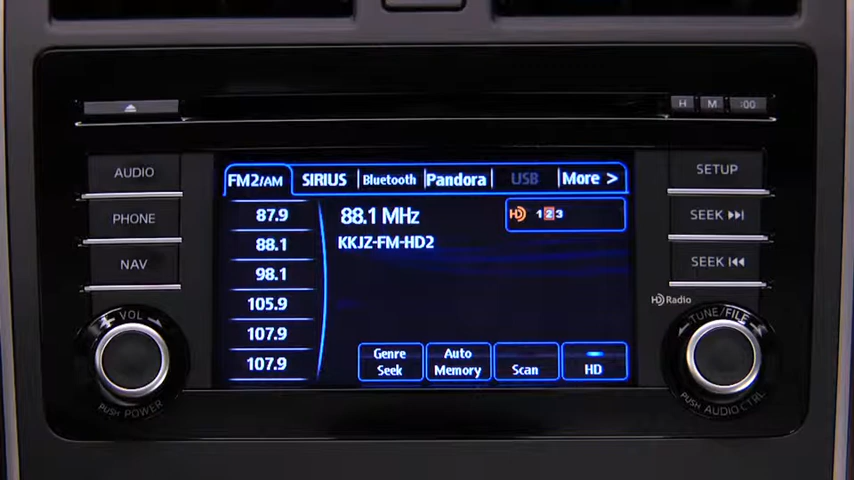 H M :00
AUDIO
PHONE
NAV
VOL
PUSH POWER
FM2/AM SIRIUS Bluetooth Pandora USB More >
87.9
88.1
98.1
105.9
107.9
107.9
88.1 MHz
KKJZ-FM-HD2
HD 1 2 3
Genre Seek
Auto Memory
Scan
HD
SETUP
SEEK
SEEK
HD Radio
TUNE/FILE
PUSH AUDIO CTRL